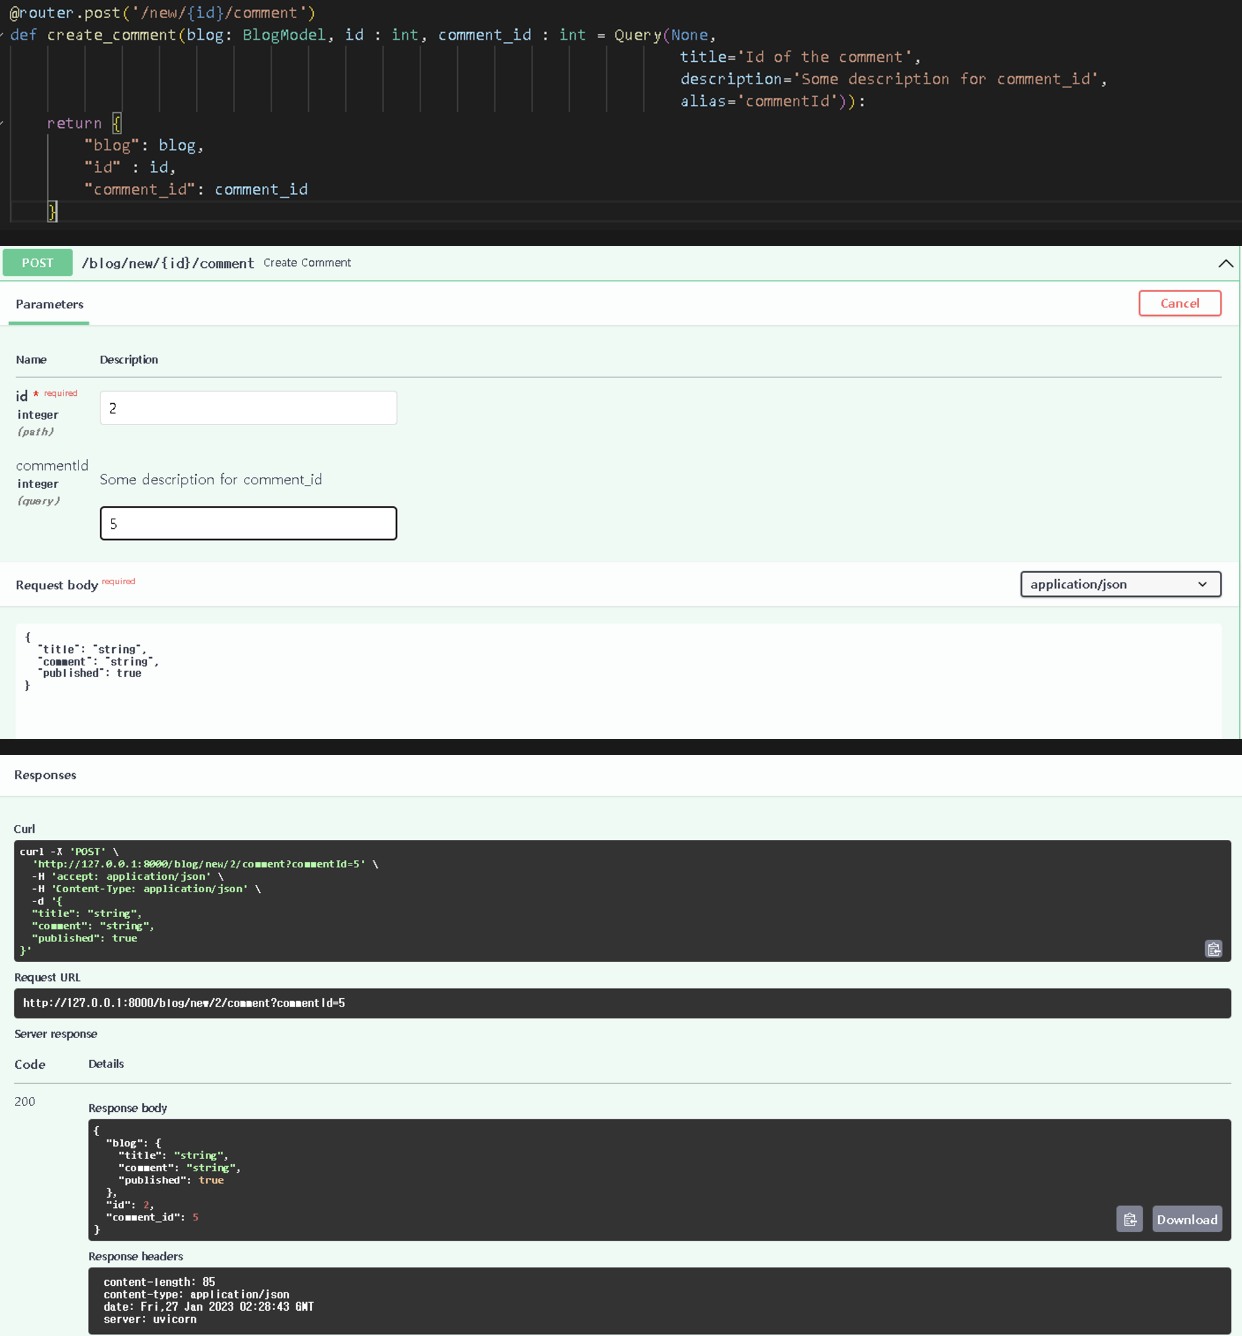 @router.post('/new/{id}/comment')
def create_comment(blog: BlogModel, id : int, comment_id : int = Query(None,
title='Id of the comment',
description='Some description for comment_id',
alias='commentId')):
return {
"blog": blog,
"id" : id,
"comment_id": comment_id
}
POST /blog/new/{id}/comment Create Comment
Parameters
Cancel
Name Description
id * required
integer
(path)
2
commentId
integer
(query)
Some description for comment_id
5
Request body required
application/json
{
"title": "string",
"comment": "string",
"published": true
}
Responses
Curl
curl -X 'POST' \
'http://127.0.0.1:8000/blog/new/2/comment?commentId=5' \
-H 'accept: application/json' \
-H 'Content-Type: application/json' \
-d '{
"title": "string",
"comment": "string",
"published": true
}'
Request URL
http://127.0.0.1:8000/blog/new/2/comment?commentId=5
Server response
Code Details
200
Response body
{
"blog": {
"title": "string",
"comment": "string",
"published": true
},
"id": 2,
"comment_id": 5
}
Download
Response headers
content-length: 85
content-type: application/json
date: Fri,27 Jan 2023 02:28:43 GMT
server: uvicorn